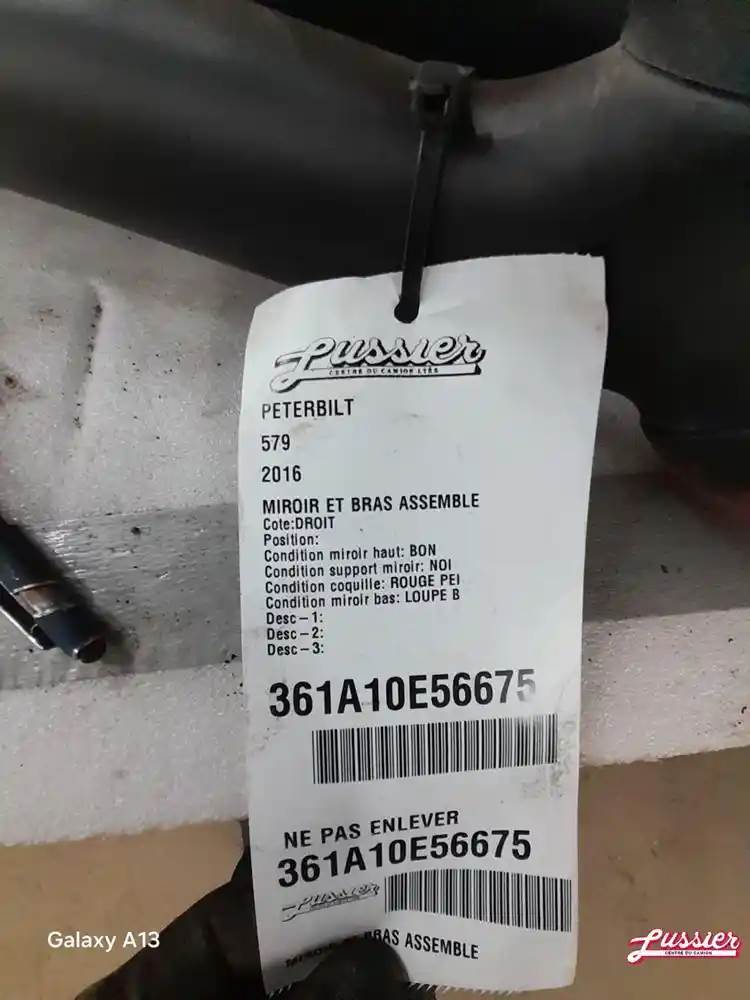 Lussier
CENTRE DU CAMION LTÉE
PETERBILT
579
2016
MIROIR ET BRAS ASSEMBLE
Cote:DROIT
Position:
Condition miroir haut: BON
Condition support miroir: NOI
Condition coquille: ROUGE PEI
Condition miroir bas: LOUPE B
Desc-1:
Desc-2:
Desc-3:
361A10E56675
NE PAS ENLEVER
361A10E56675
Lussier
MIROIR ET BRAS ASSEMBLE
Galaxy A13
Lussier
CENTRE DU CAMION